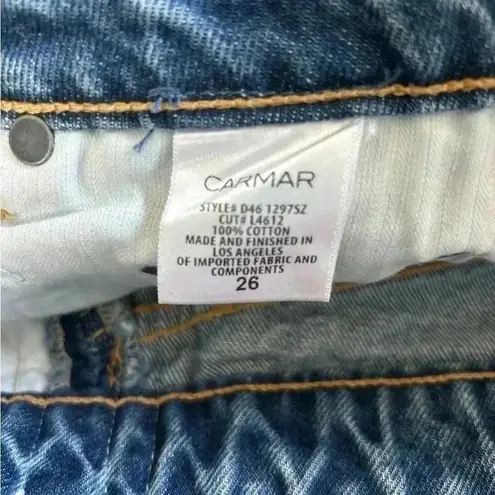 CARMAR
STYLE# D46 1297SZ
CUT# L4612
100% COTTON
MADE AND FINISHED IN
LOS ANGELES
OF IMPORTED FABRIC AND
COMPONENTS
26